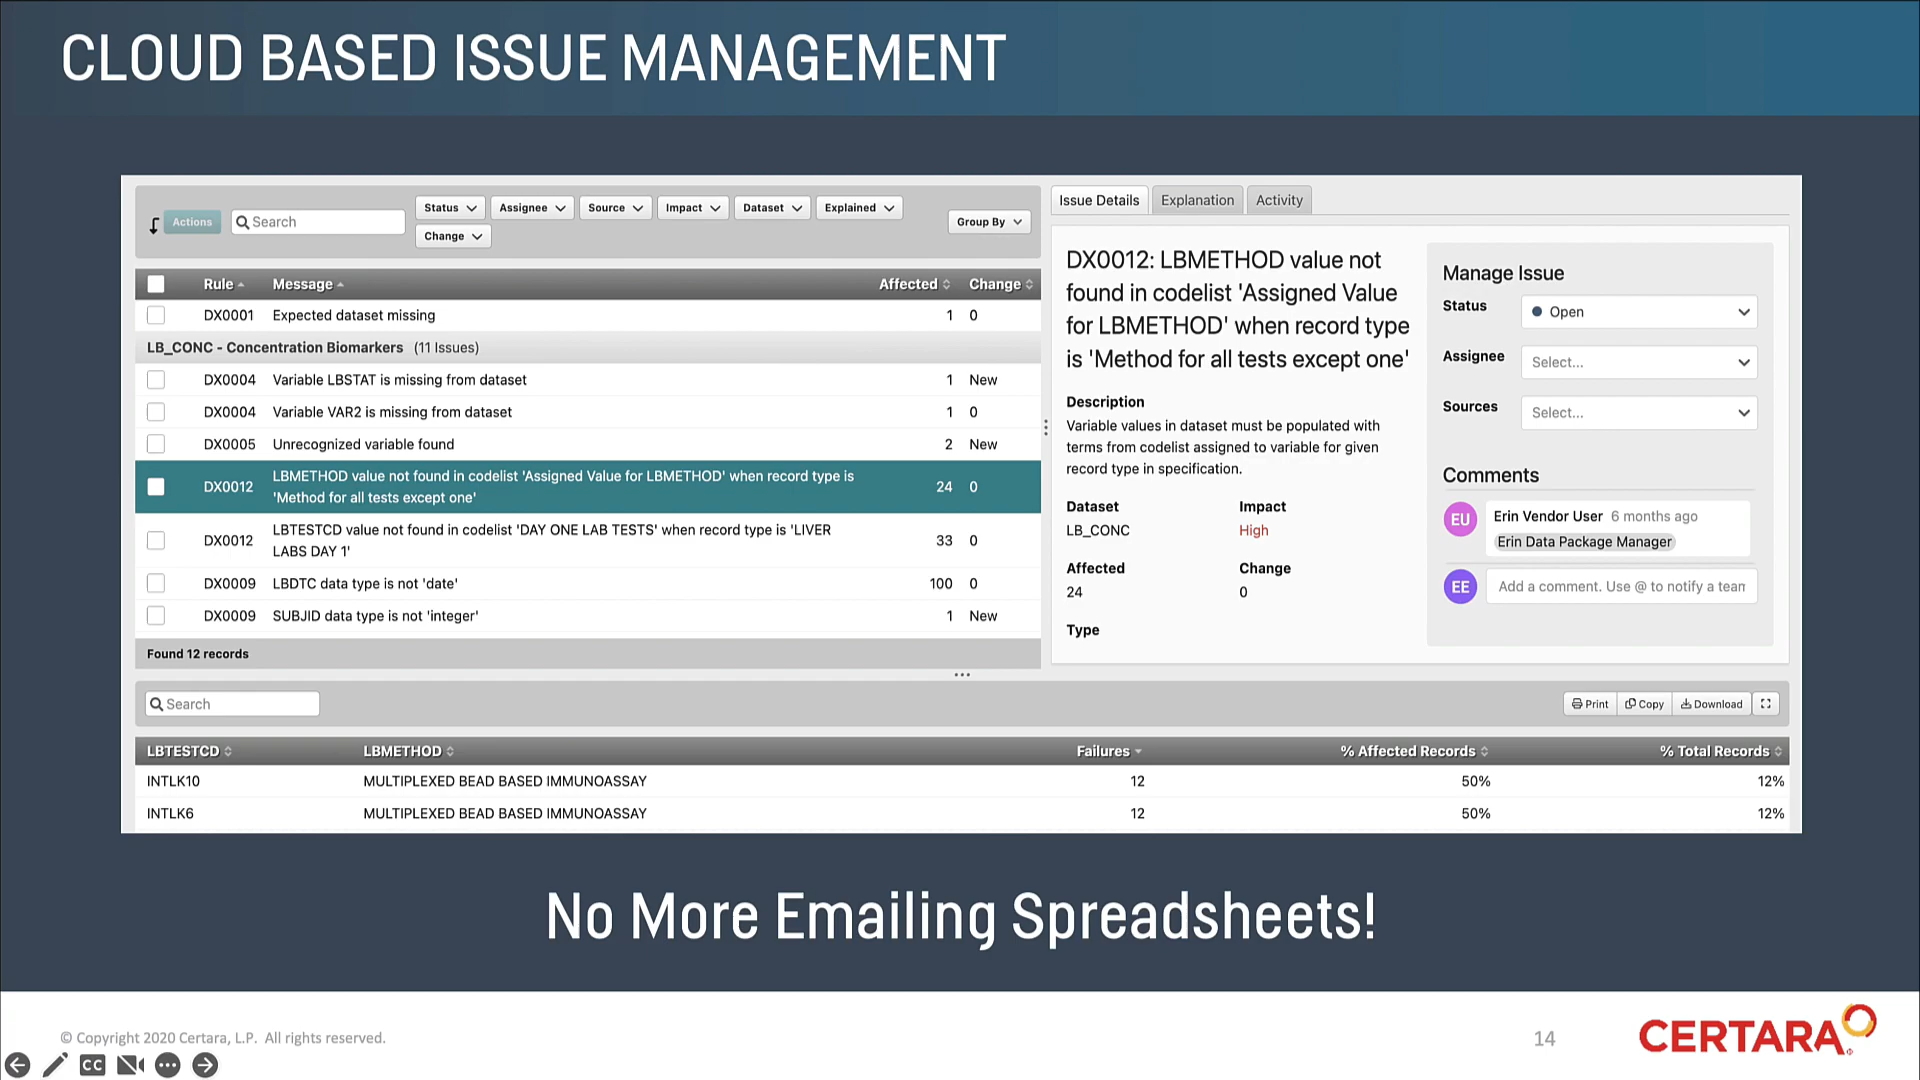 CLOUD BASED ISSUE MANAGEMENT
Actions
Search
Status
Assignee
Source
Impact
Dataset
Explained
Change
Group By
Rule Message Affected Change
DX0001 Expected dataset missing 1 0
LB_CONC - Concentration Biomarkers (11 Issues)
DX0004 Variable LBSTAT is missing from dataset 1 New
DX0004 Variable VAR2 is missing from dataset 1 0
DX0005 Unrecognized variable found 2 New
DX0012 LBMETHOD value not found in codelist 'Assigned Value for LBMETHOD' when record type is 24 0
'Method for all tests except one'
DX0012 LBTESTCD value not found in codelist 'DAY ONE LAB TESTS' when record type is 'LIVER 33 0
LABS DAY 1'
DX0009 LBDTC data type is not 'date' 100 0
DX0009 SUBJID data type is not 'integer' 1 New
Found 12 records
Issue Details Explanation Activity
DX0012: LBMETHOD value not
found in codelist 'Assigned Value
for LBMETHOD' when record type
is 'Method for all tests except one'
Description
Variable values in dataset must be populated with
terms from codelist assigned to variable for given
record type in specification.
Dataset Impact
LB_CONC High
Affected Change
24 0
Type
Manage Issue
Status Open
Assignee Select...
Sources Select...
Comments
EU Erin Vendor User 6 months ago
Erin Data Package Manager
EE Add a comment. Use @ to notify a team
Search
Print Copy Download
LBTESTCD LBMETHOD Failures % Affected Records % Total Records
INTLK10 MULTIPLEXED BEAD BASED IMMUNOASSAY 12 50% 12%
INTLK6 MULTIPLEXED BEAD BASED IMMUNOASSAY 12 50% 12%
No More Emailing Spreadsheets!
© Copyright 2020 Certara, L.P. All rights reserved.
14
CERTARA
CC